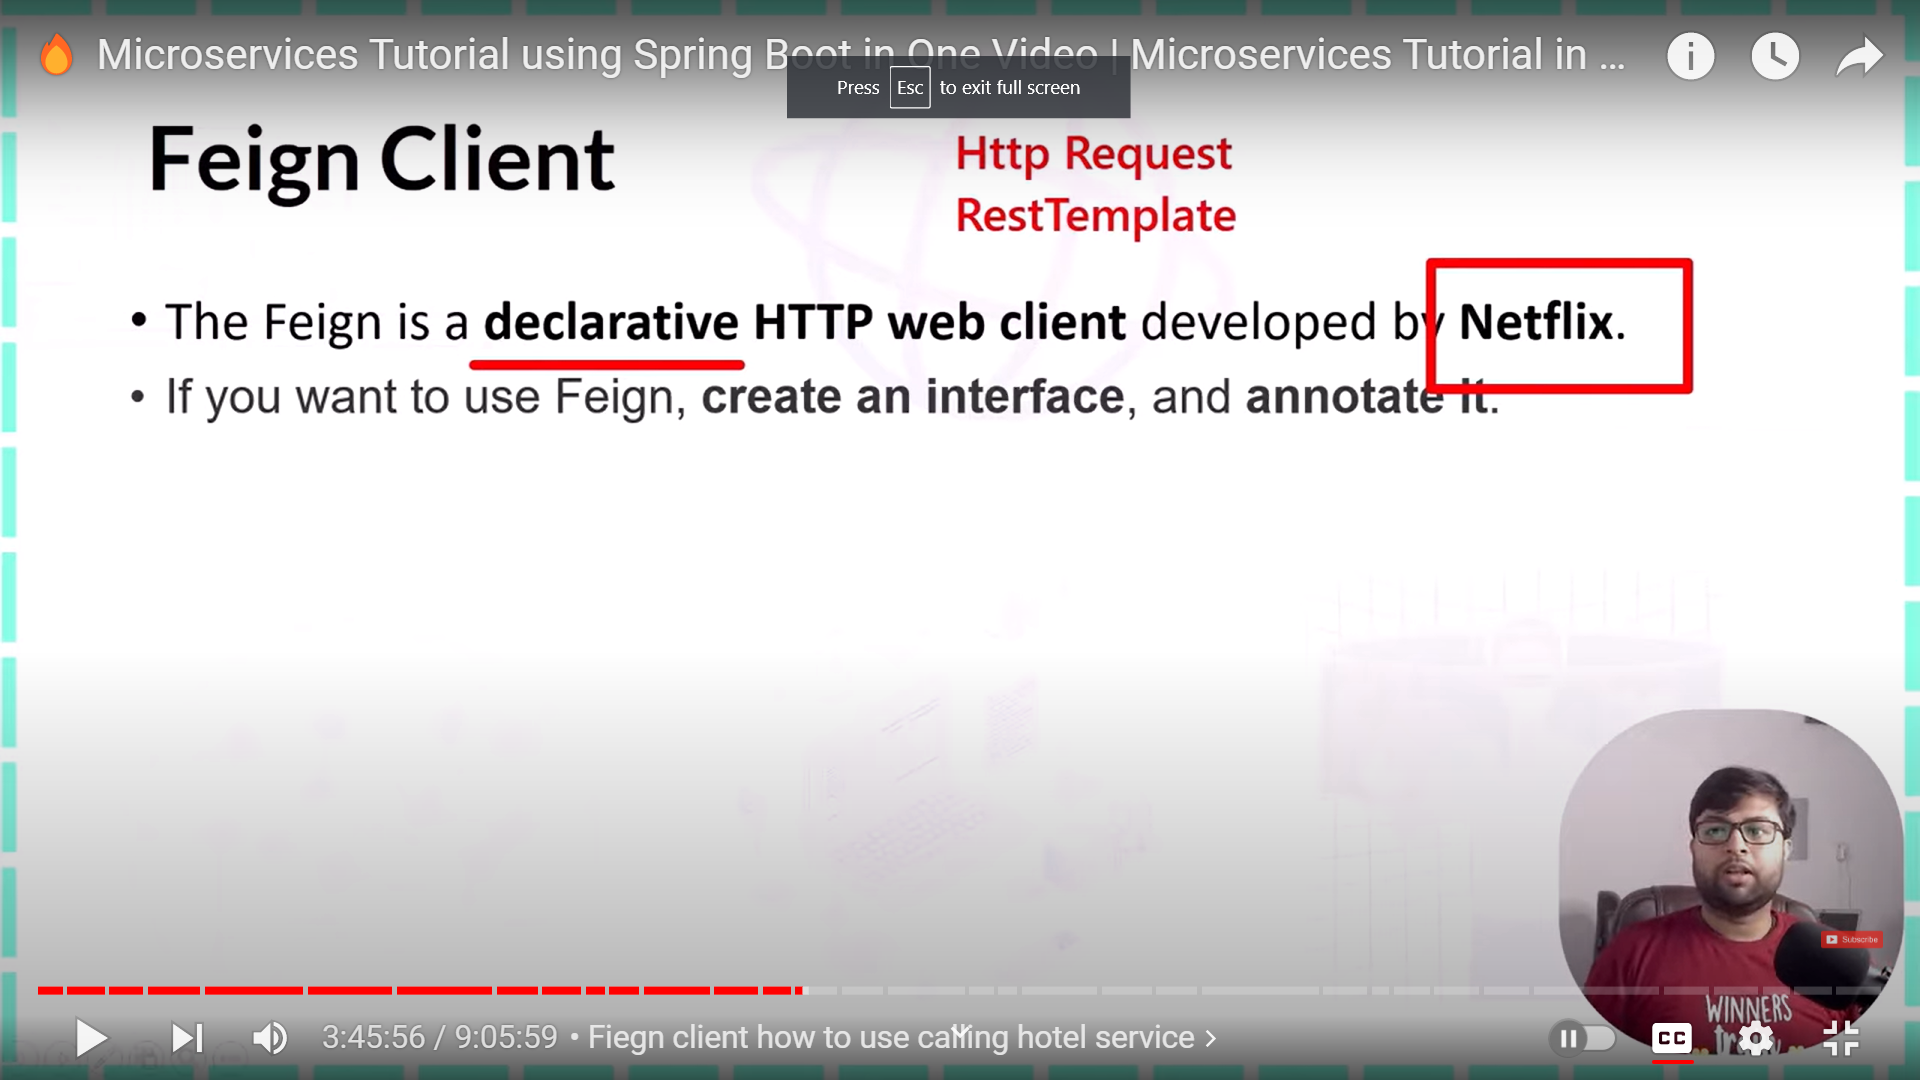 🔥 Microservices Tutorial using Spring Boot in One Video | Microservices Tutorial in ...
Press Esc to exit full screen
Feign Client
Http Request
RestTemplate
• The Feign is a declarative HTTP web client developed by Netflix.
• If you want to use Feign, create an interface, and annotate it.
Subscribe
WINNERS
3:45:56 / 9:05:59 • Fiegn client how to use calling hotel service >
CC